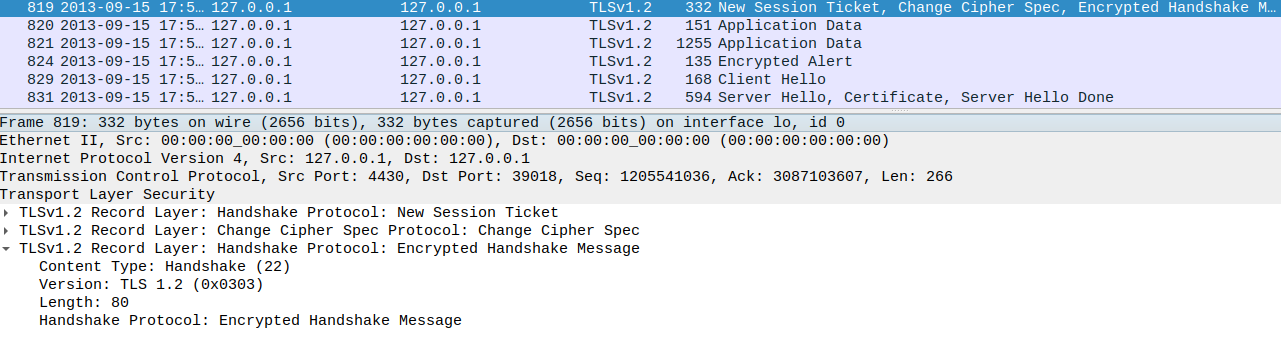 819 2013-09-15 17:5… 127.0.0.1 127.0.0.1 TLSv1.2 332 New Session Ticket, Change Cipher Spec, Encrypted Handshake M…
820 2013-09-15 17:5… 127.0.0.1 127.0.0.1 TLSv1.2 151 Application Data
821 2013-09-15 17:5… 127.0.0.1 127.0.0.1 TLSv1.2 1255 Application Data
824 2013-09-15 17:5… 127.0.0.1 127.0.0.1 TLSv1.2 135 Encrypted Alert
829 2013-09-15 17:5… 127.0.0.1 127.0.0.1 TLSv1.2 168 Client Hello
831 2013-09-15 17:5… 127.0.0.1 127.0.0.1 TLSv1.2 594 Server Hello, Certificate, Server Hello Done
Frame 819: 332 bytes on wire (2656 bits), 332 bytes captured (2656 bits) on interface lo, id 0
Ethernet II, Src: 00:00:00_00:00:00 (00:00:00:00:00:00), Dst: 00:00:00_00:00:00 (00:00:00:00:00:00)
Internet Protocol Version 4, Src: 127.0.0.1, Dst: 127.0.0.1
Transmission Control Protocol, Src Port: 4430, Dst Port: 39018, Seq: 1205541036, Ack: 3087103607, Len: 266
Transport Layer Security
TLSv1.2 Record Layer: Handshake Protocol: New Session Ticket
TLSv1.2 Record Layer: Change Cipher Spec Protocol: Change Cipher Spec
TLSv1.2 Record Layer: Handshake Protocol: Encrypted Handshake Message
Content Type: Handshake (22)
Version: TLS 1.2 (0x0303)
Length: 80
Handshake Protocol: Encrypted Handshake Message